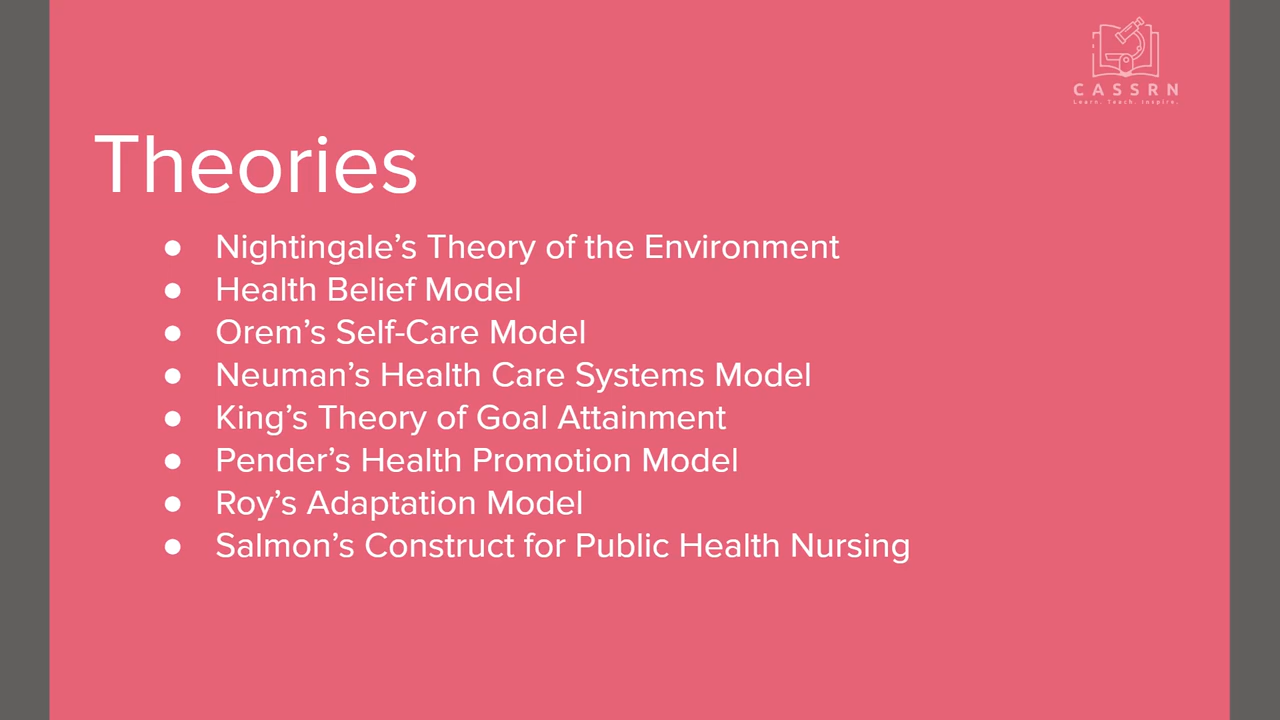 CASSRN
Learn. Teach. Inspire.
Theories
● Nightingale’s Theory of the Environment
● Health Belief Model
● Orem’s Self-Care Model
● Neuman’s Health Care Systems Model
● King’s Theory of Goal Attainment
● Pender’s Health Promotion Model
● Roy’s Adaptation Model
● Salmon’s Construct for Public Health Nursing